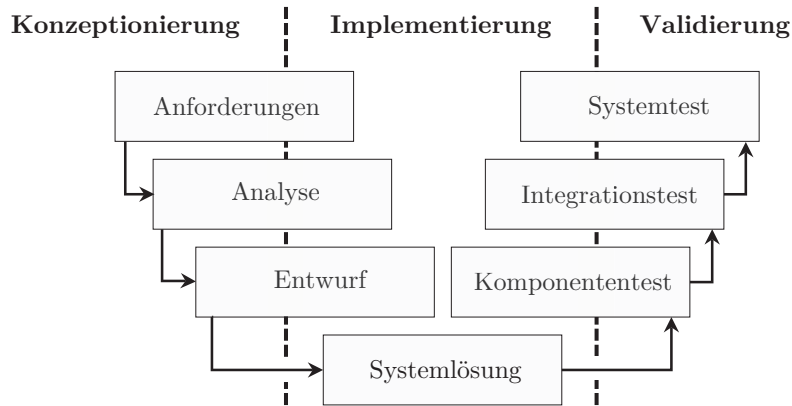 Konzeptionierung
Implementierung
Validierung
Anforderungen
Systemtest
Analyse
Integrationstest
Entwurf
Komponententest
Systemlösung